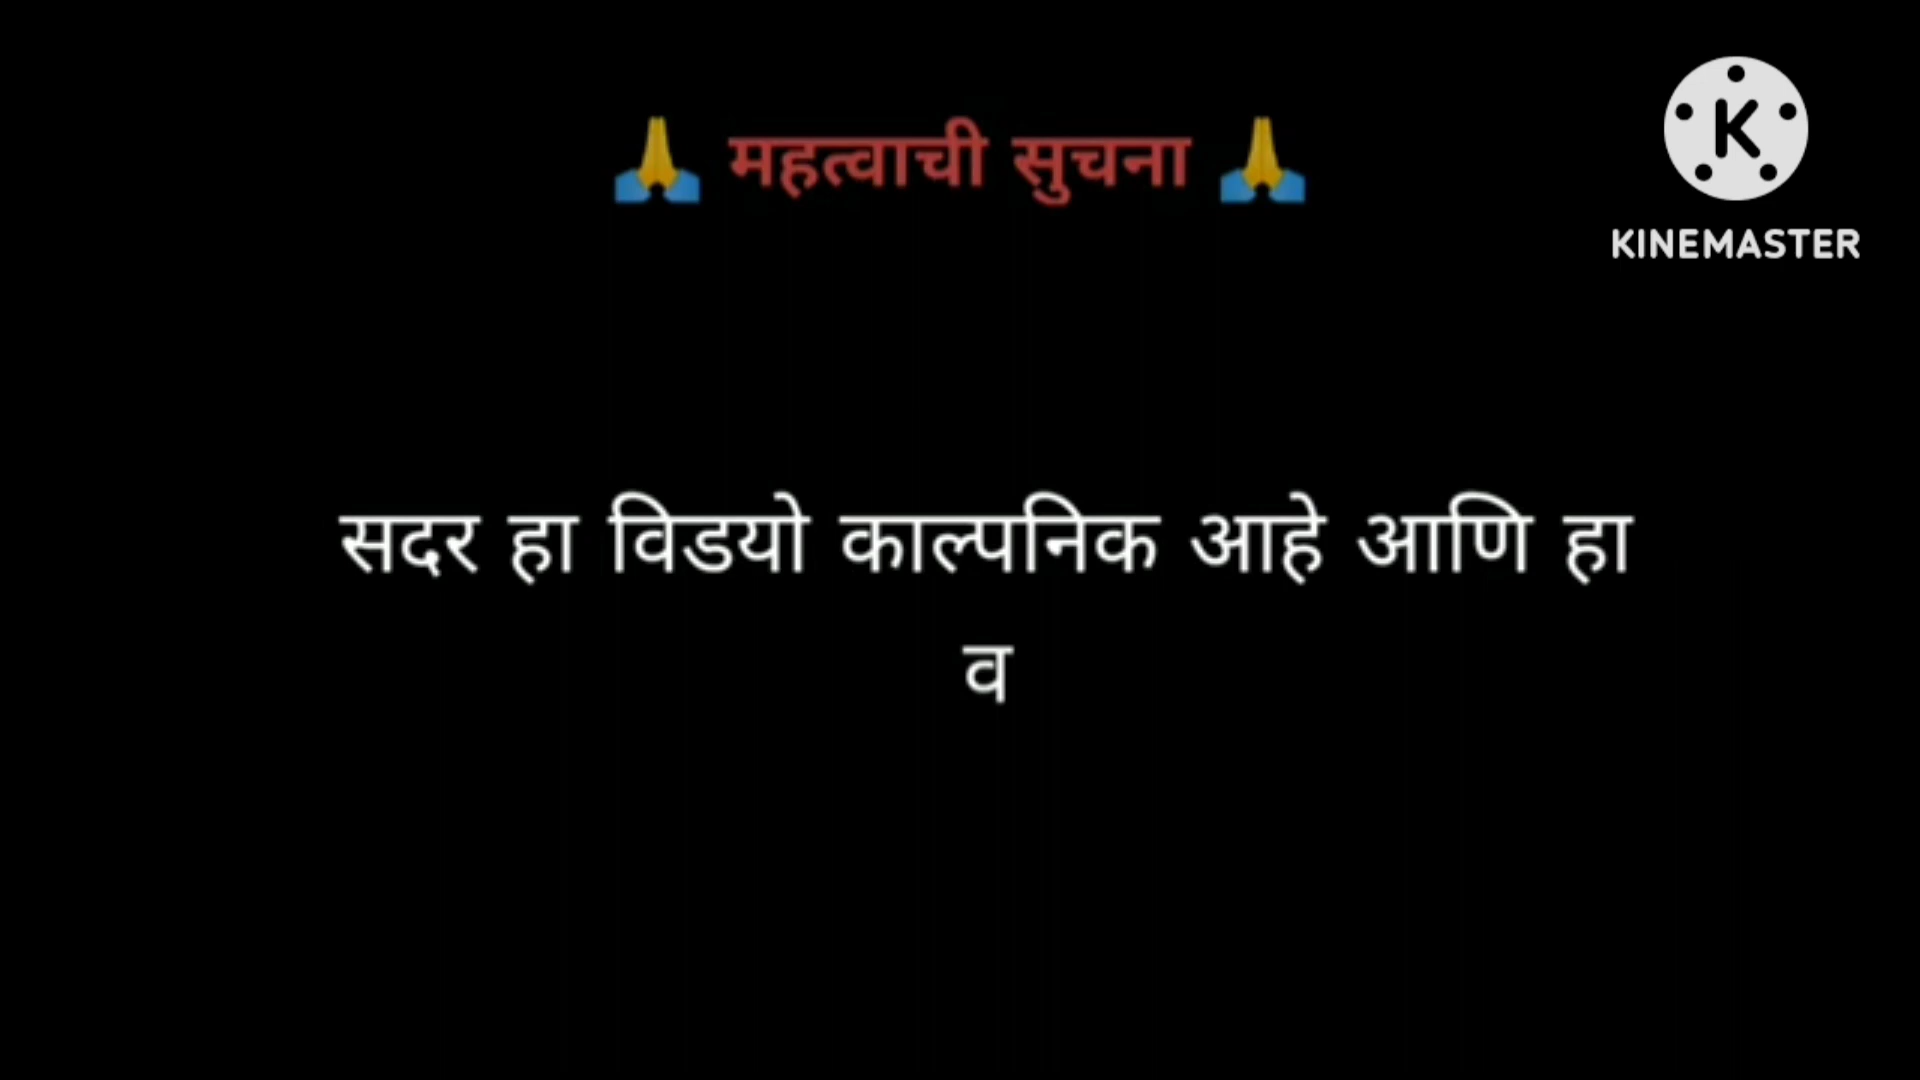 🙏 महत्वाची सुचना 🙏
K
KINEMASTER
सदर हा विडयो काल्पनिक आहे आणि हा
व